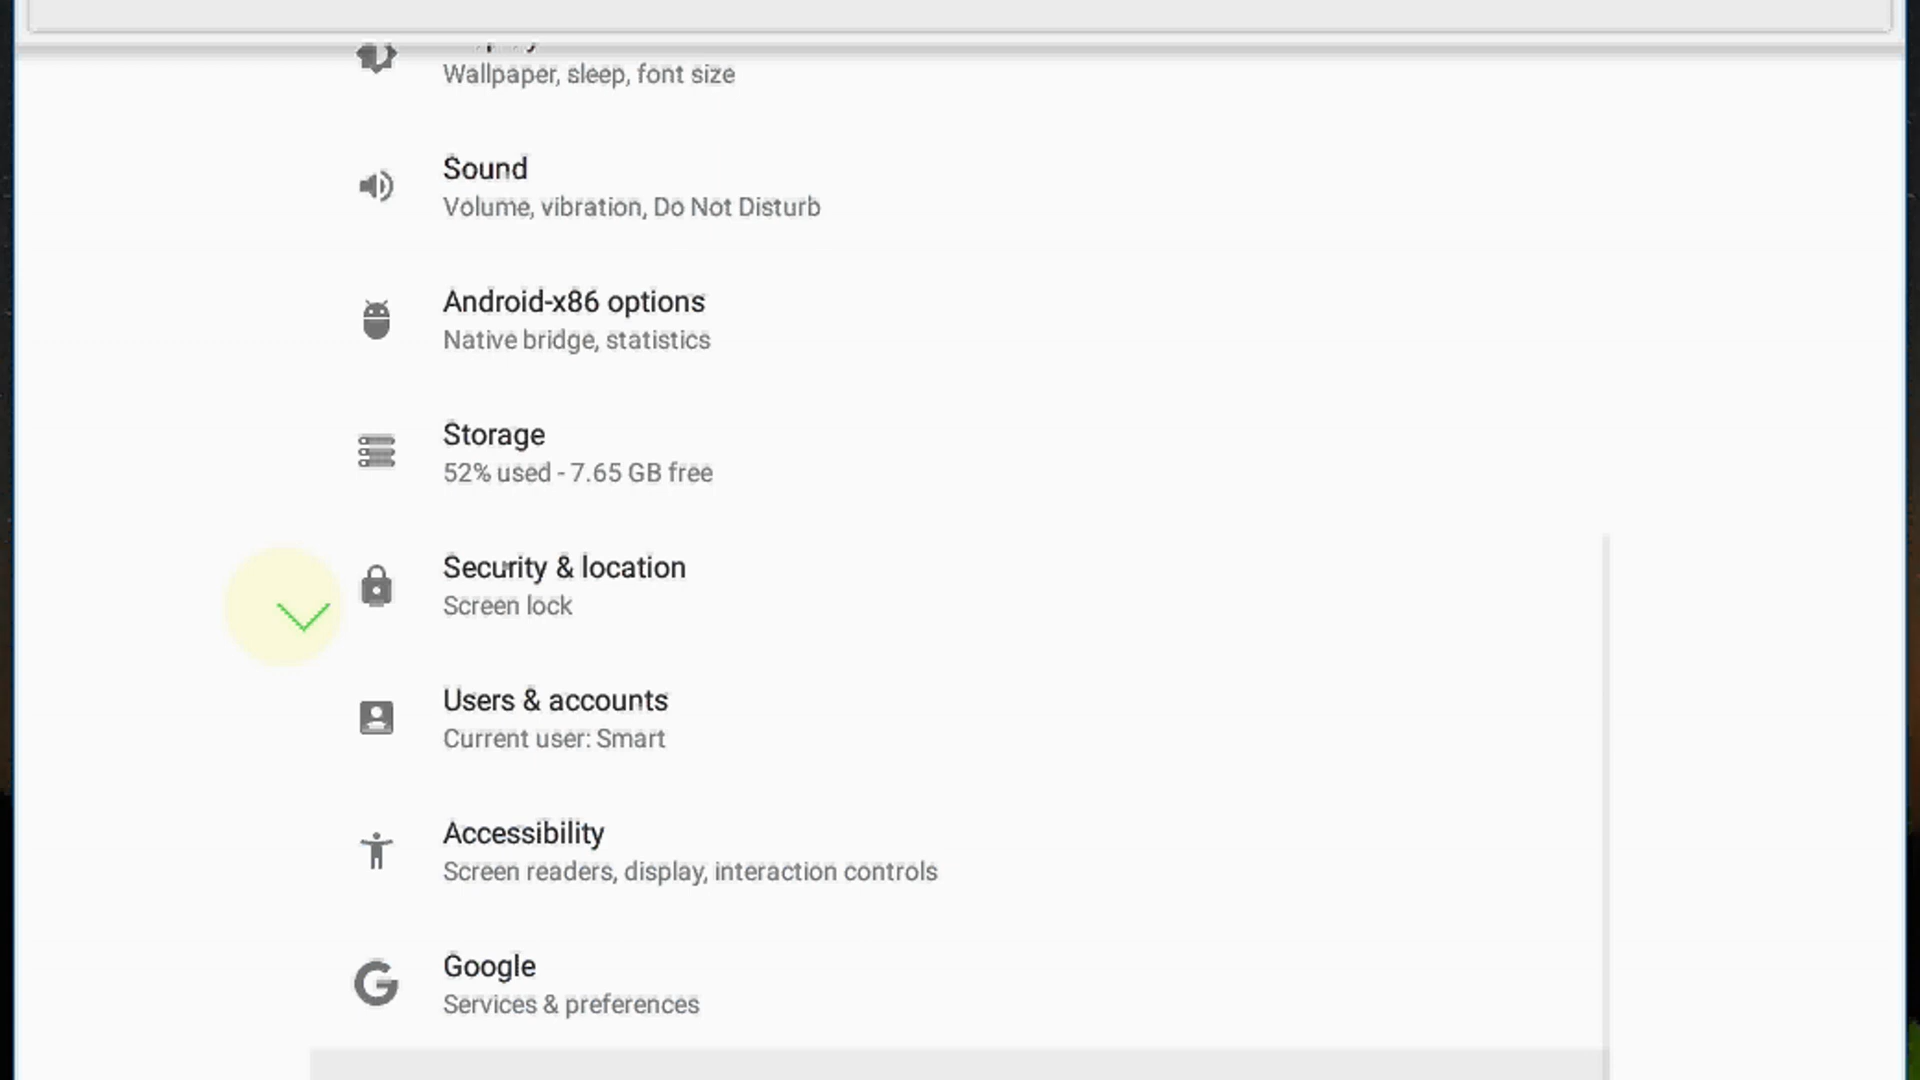 Wallpaper, sleep, font size
Sound
Volume, vibration, Do Not Disturb
Android-x86 options
Native bridge, statistics
Storage
52% used - 7.65 GB free
Security & location
Screen lock
Users & accounts
Current user: Smart
Accessibility
Screen readers, display, interaction controls
Google
Services & preferences